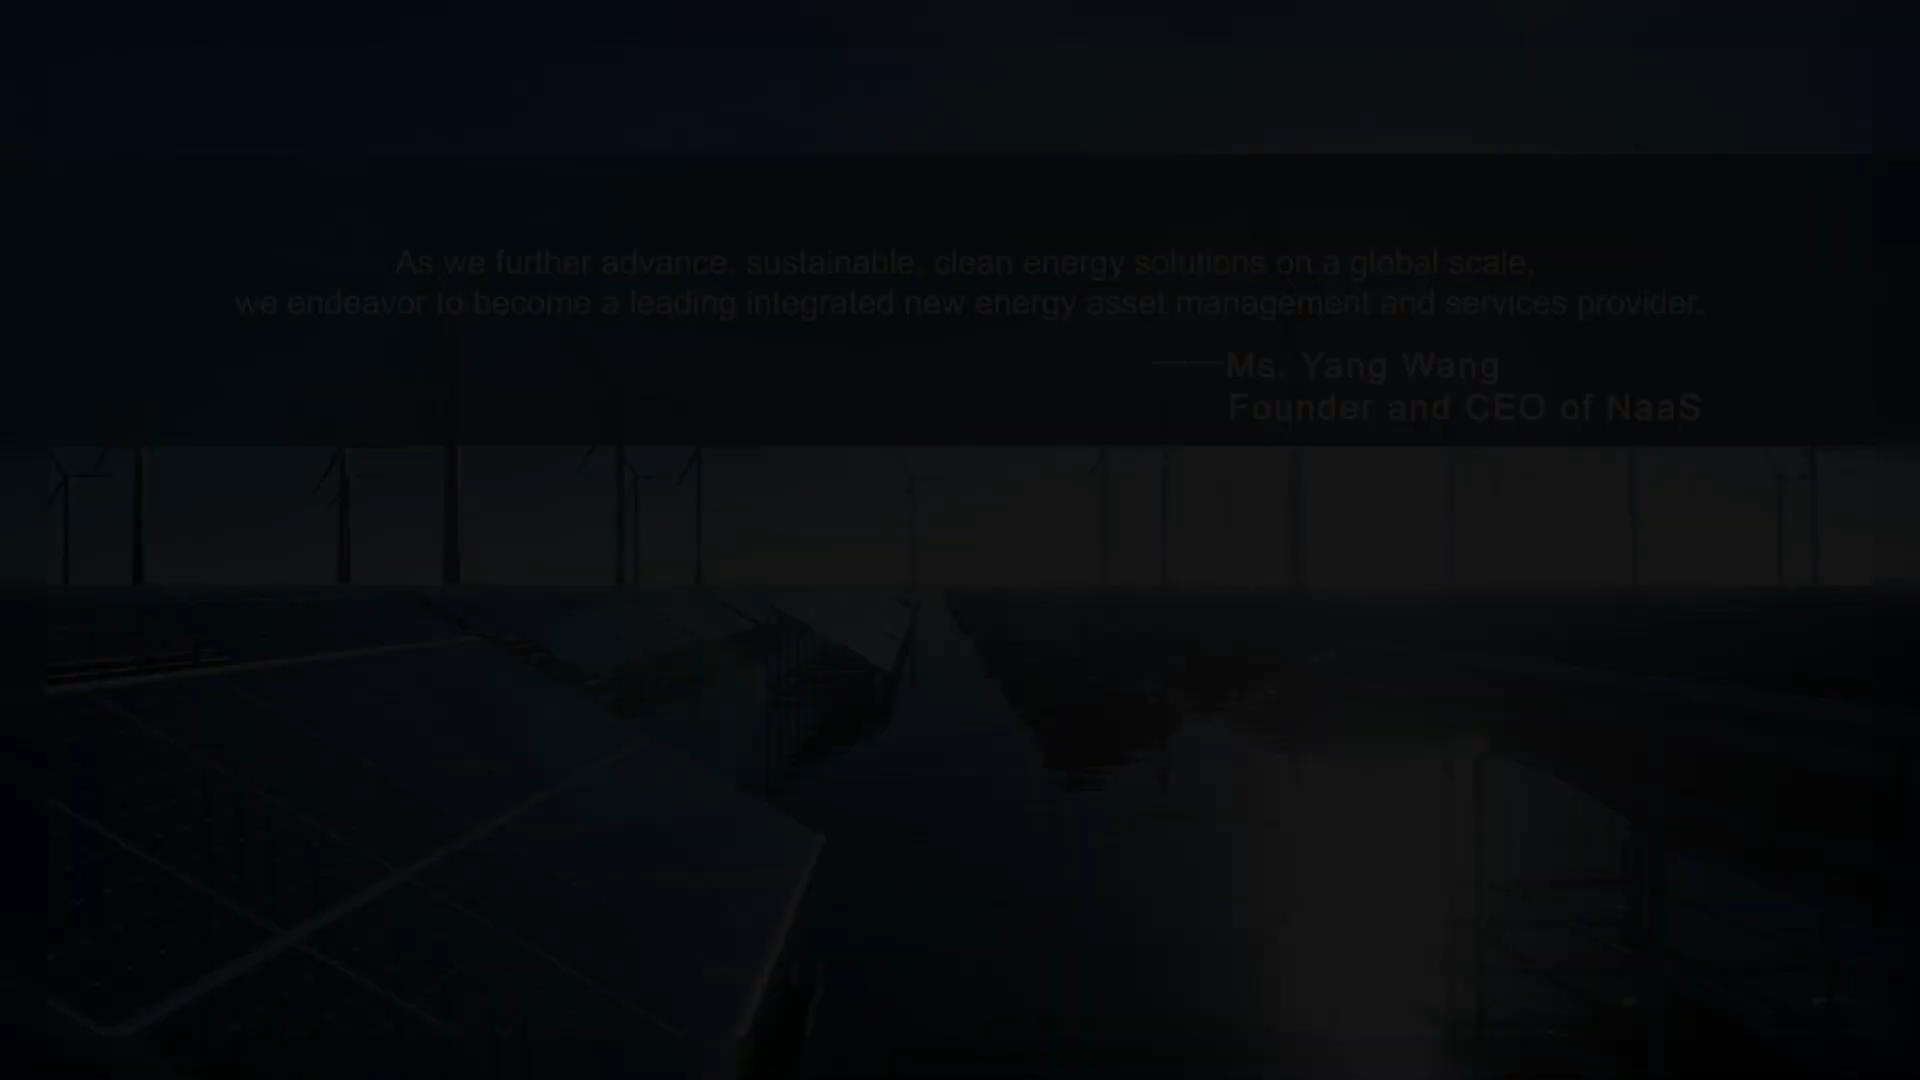 As we further advance, sustainable, clean energy solutions on a global scale,
we endeavor to become a leading integrated new energy asset management and services provider.
——Ms. Yang Wang
Founder and CEO of NaaS